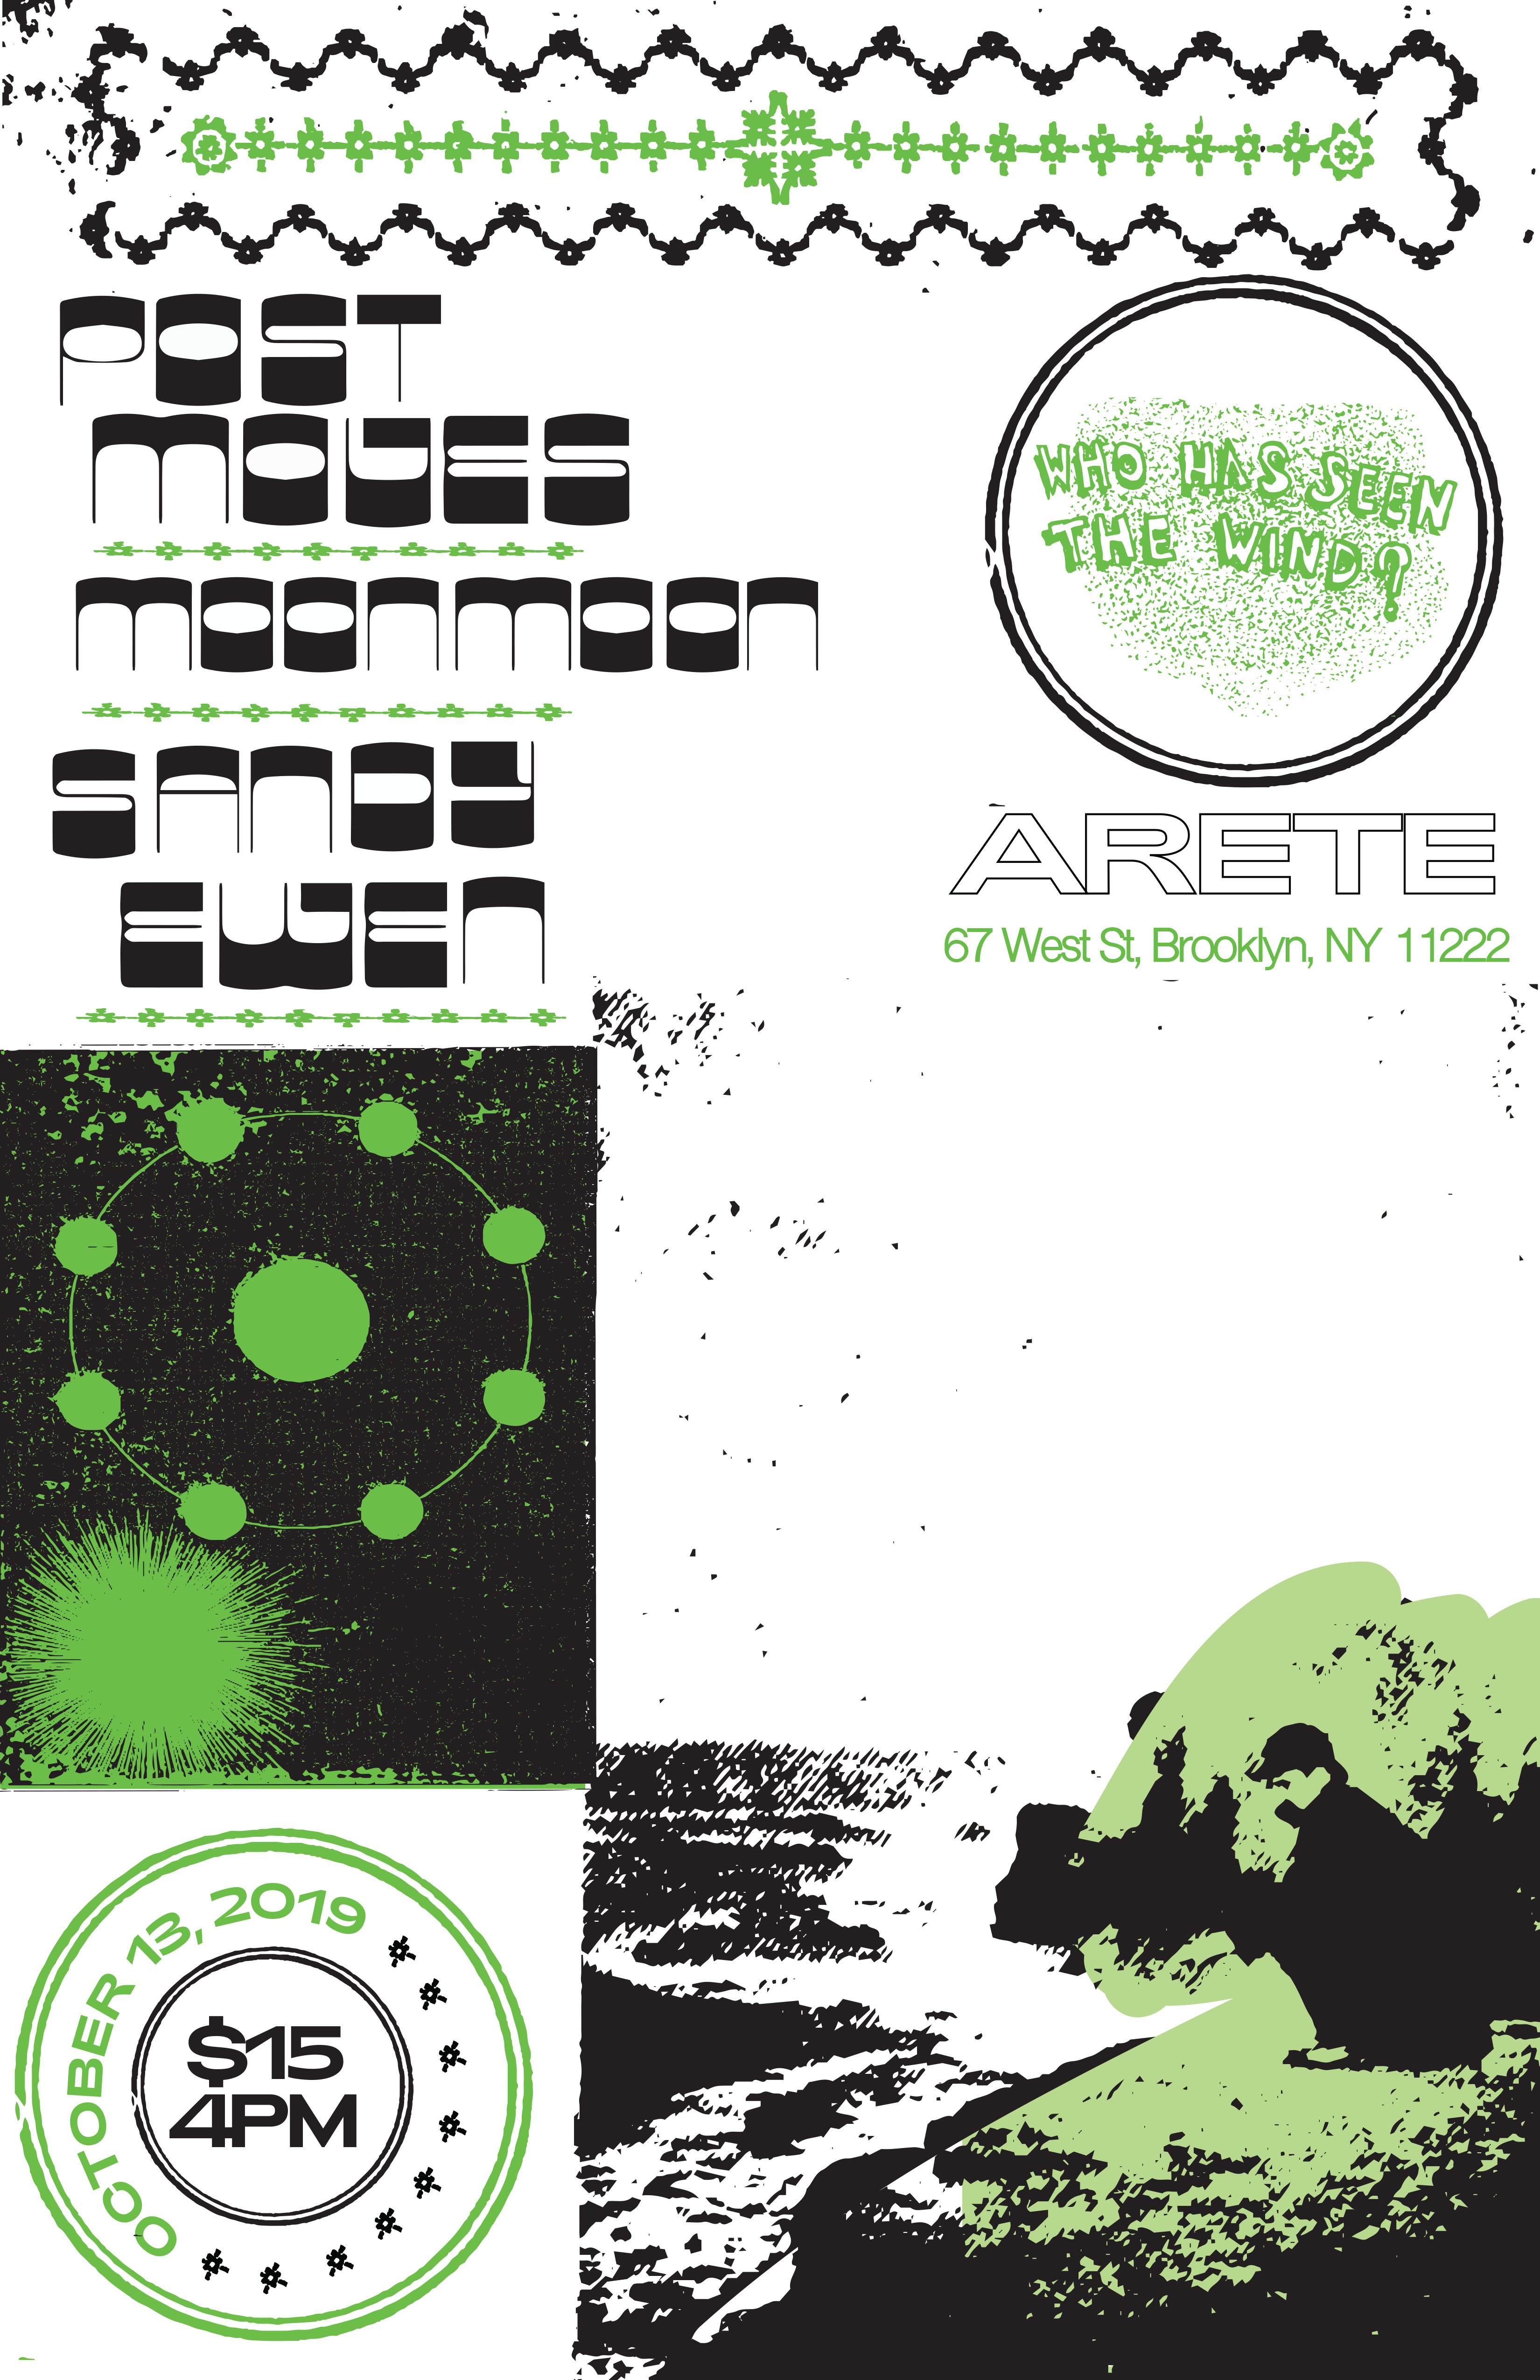 POST
MOVES
MOONMOON
SANDY
EWEN
WHO HAS SEEN
THE WIND?
ARETE
67 West St, Brooklyn, NY 11222
OCTOBER 13, 2019
$15
4PM